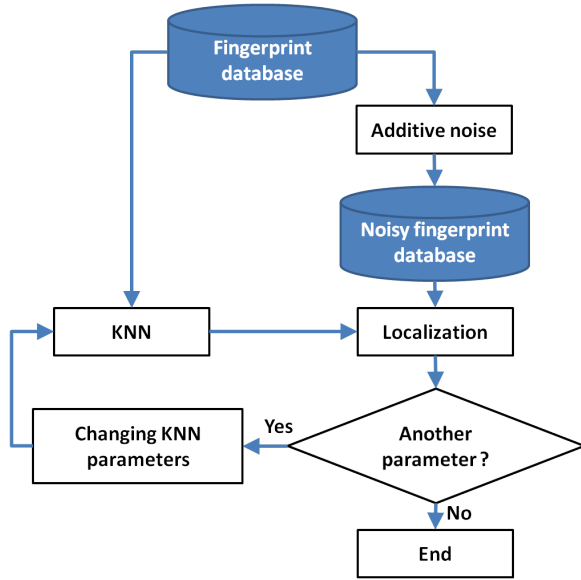 Fingerprint
database
Additive noise
Noisy fingerprint
database
KNN
Localization
Changing KNN
parameters
Yes
Another
parameter ?
No
End